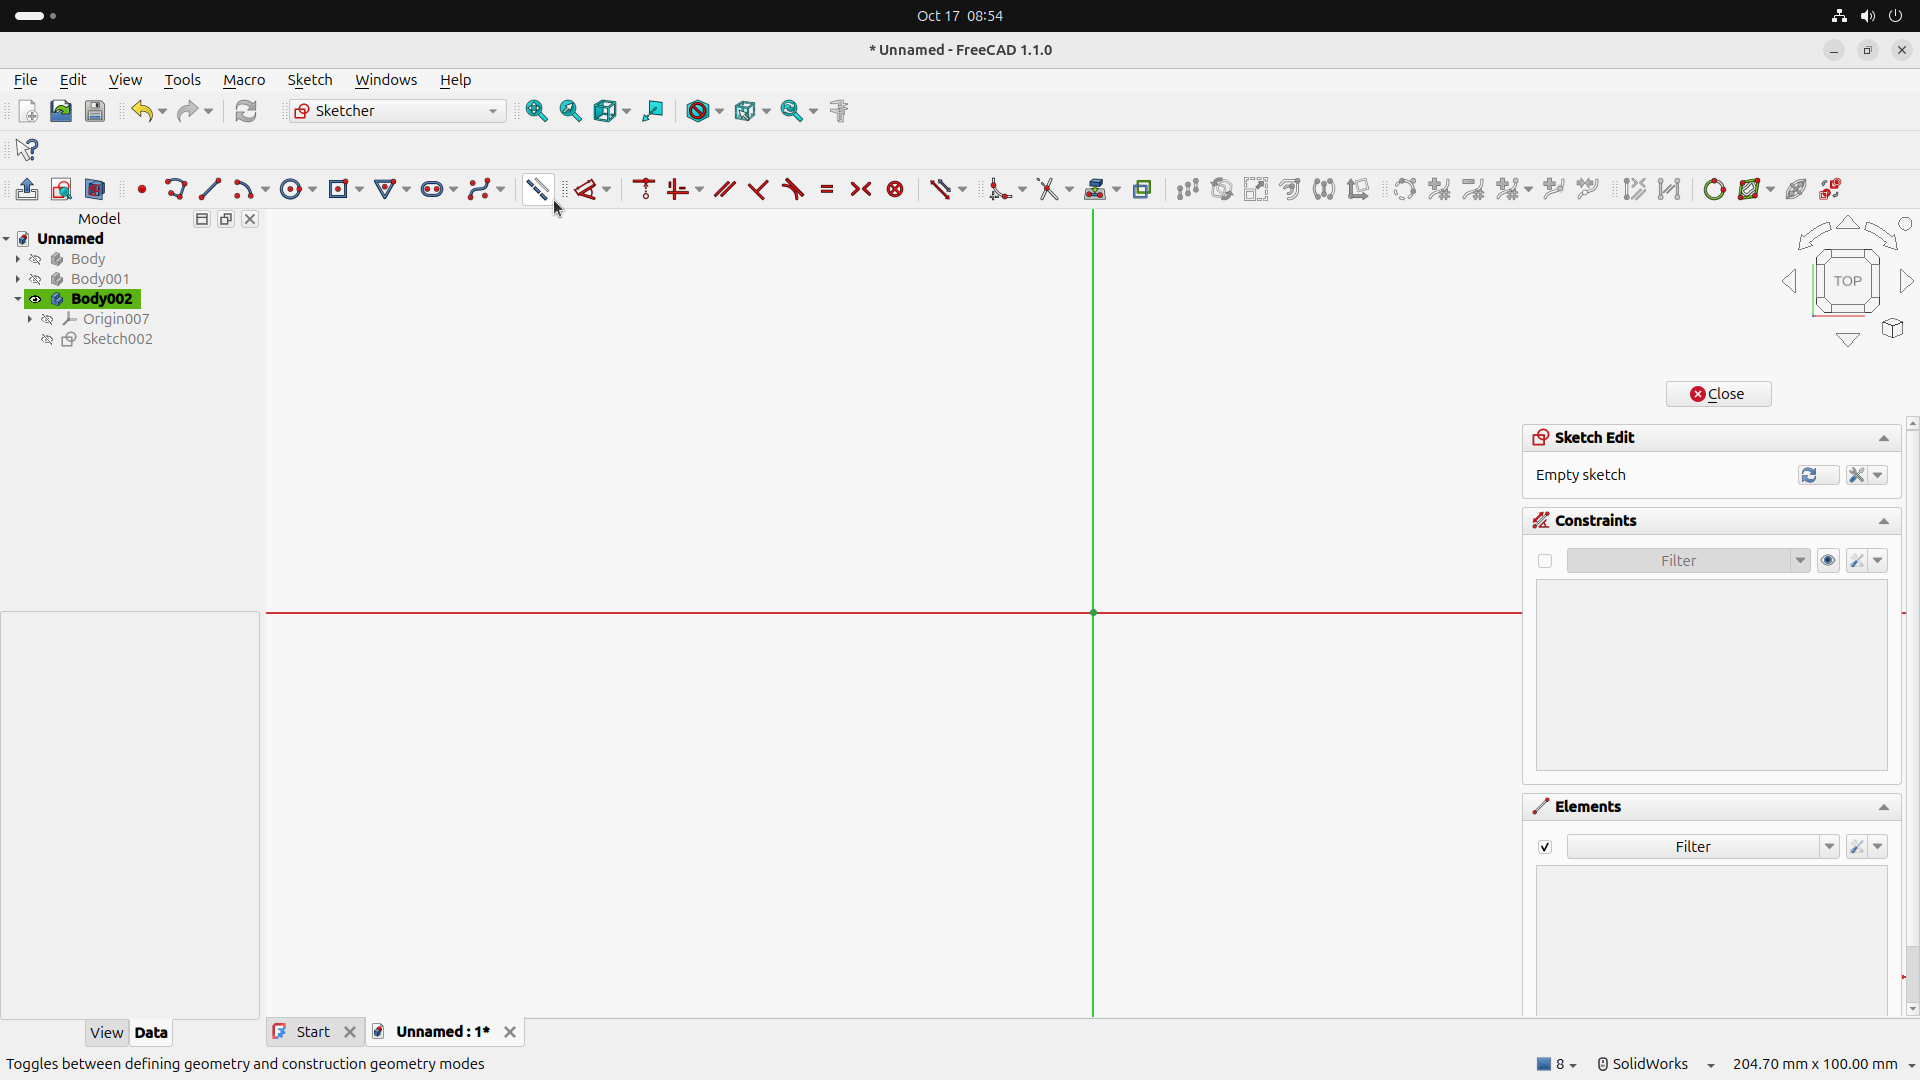 Oct 17 08:54
* Unnamed - FreeCAD 1.1.0
File Edit View Tools Macro Sketch Windows Help
Sketcher
Model
Unnamed
Body
Body001
Body002
Origin007
Sketch002
TOP
Close
Sketch Edit
Empty sketch
Constraints
Filter
Elements
Filter
View Data
Start
Unnamed : 1*
Toggles between defining geometry and construction geometry modes
8
SolidWorks
204.70 mm x 100.00 mm